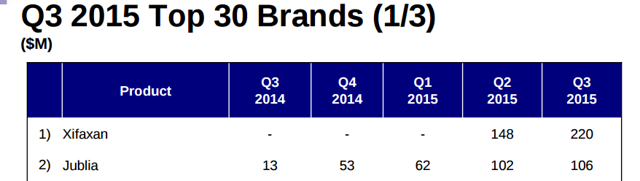 Q3 2015 Top 30 Brands (1/3)
($M)
Product Q3 2014 Q4 2014 Q1 2015 Q2 2015 Q3 2015
1) Xifaxan - - - 148 220
2) Jublia 13 53 62 102 106